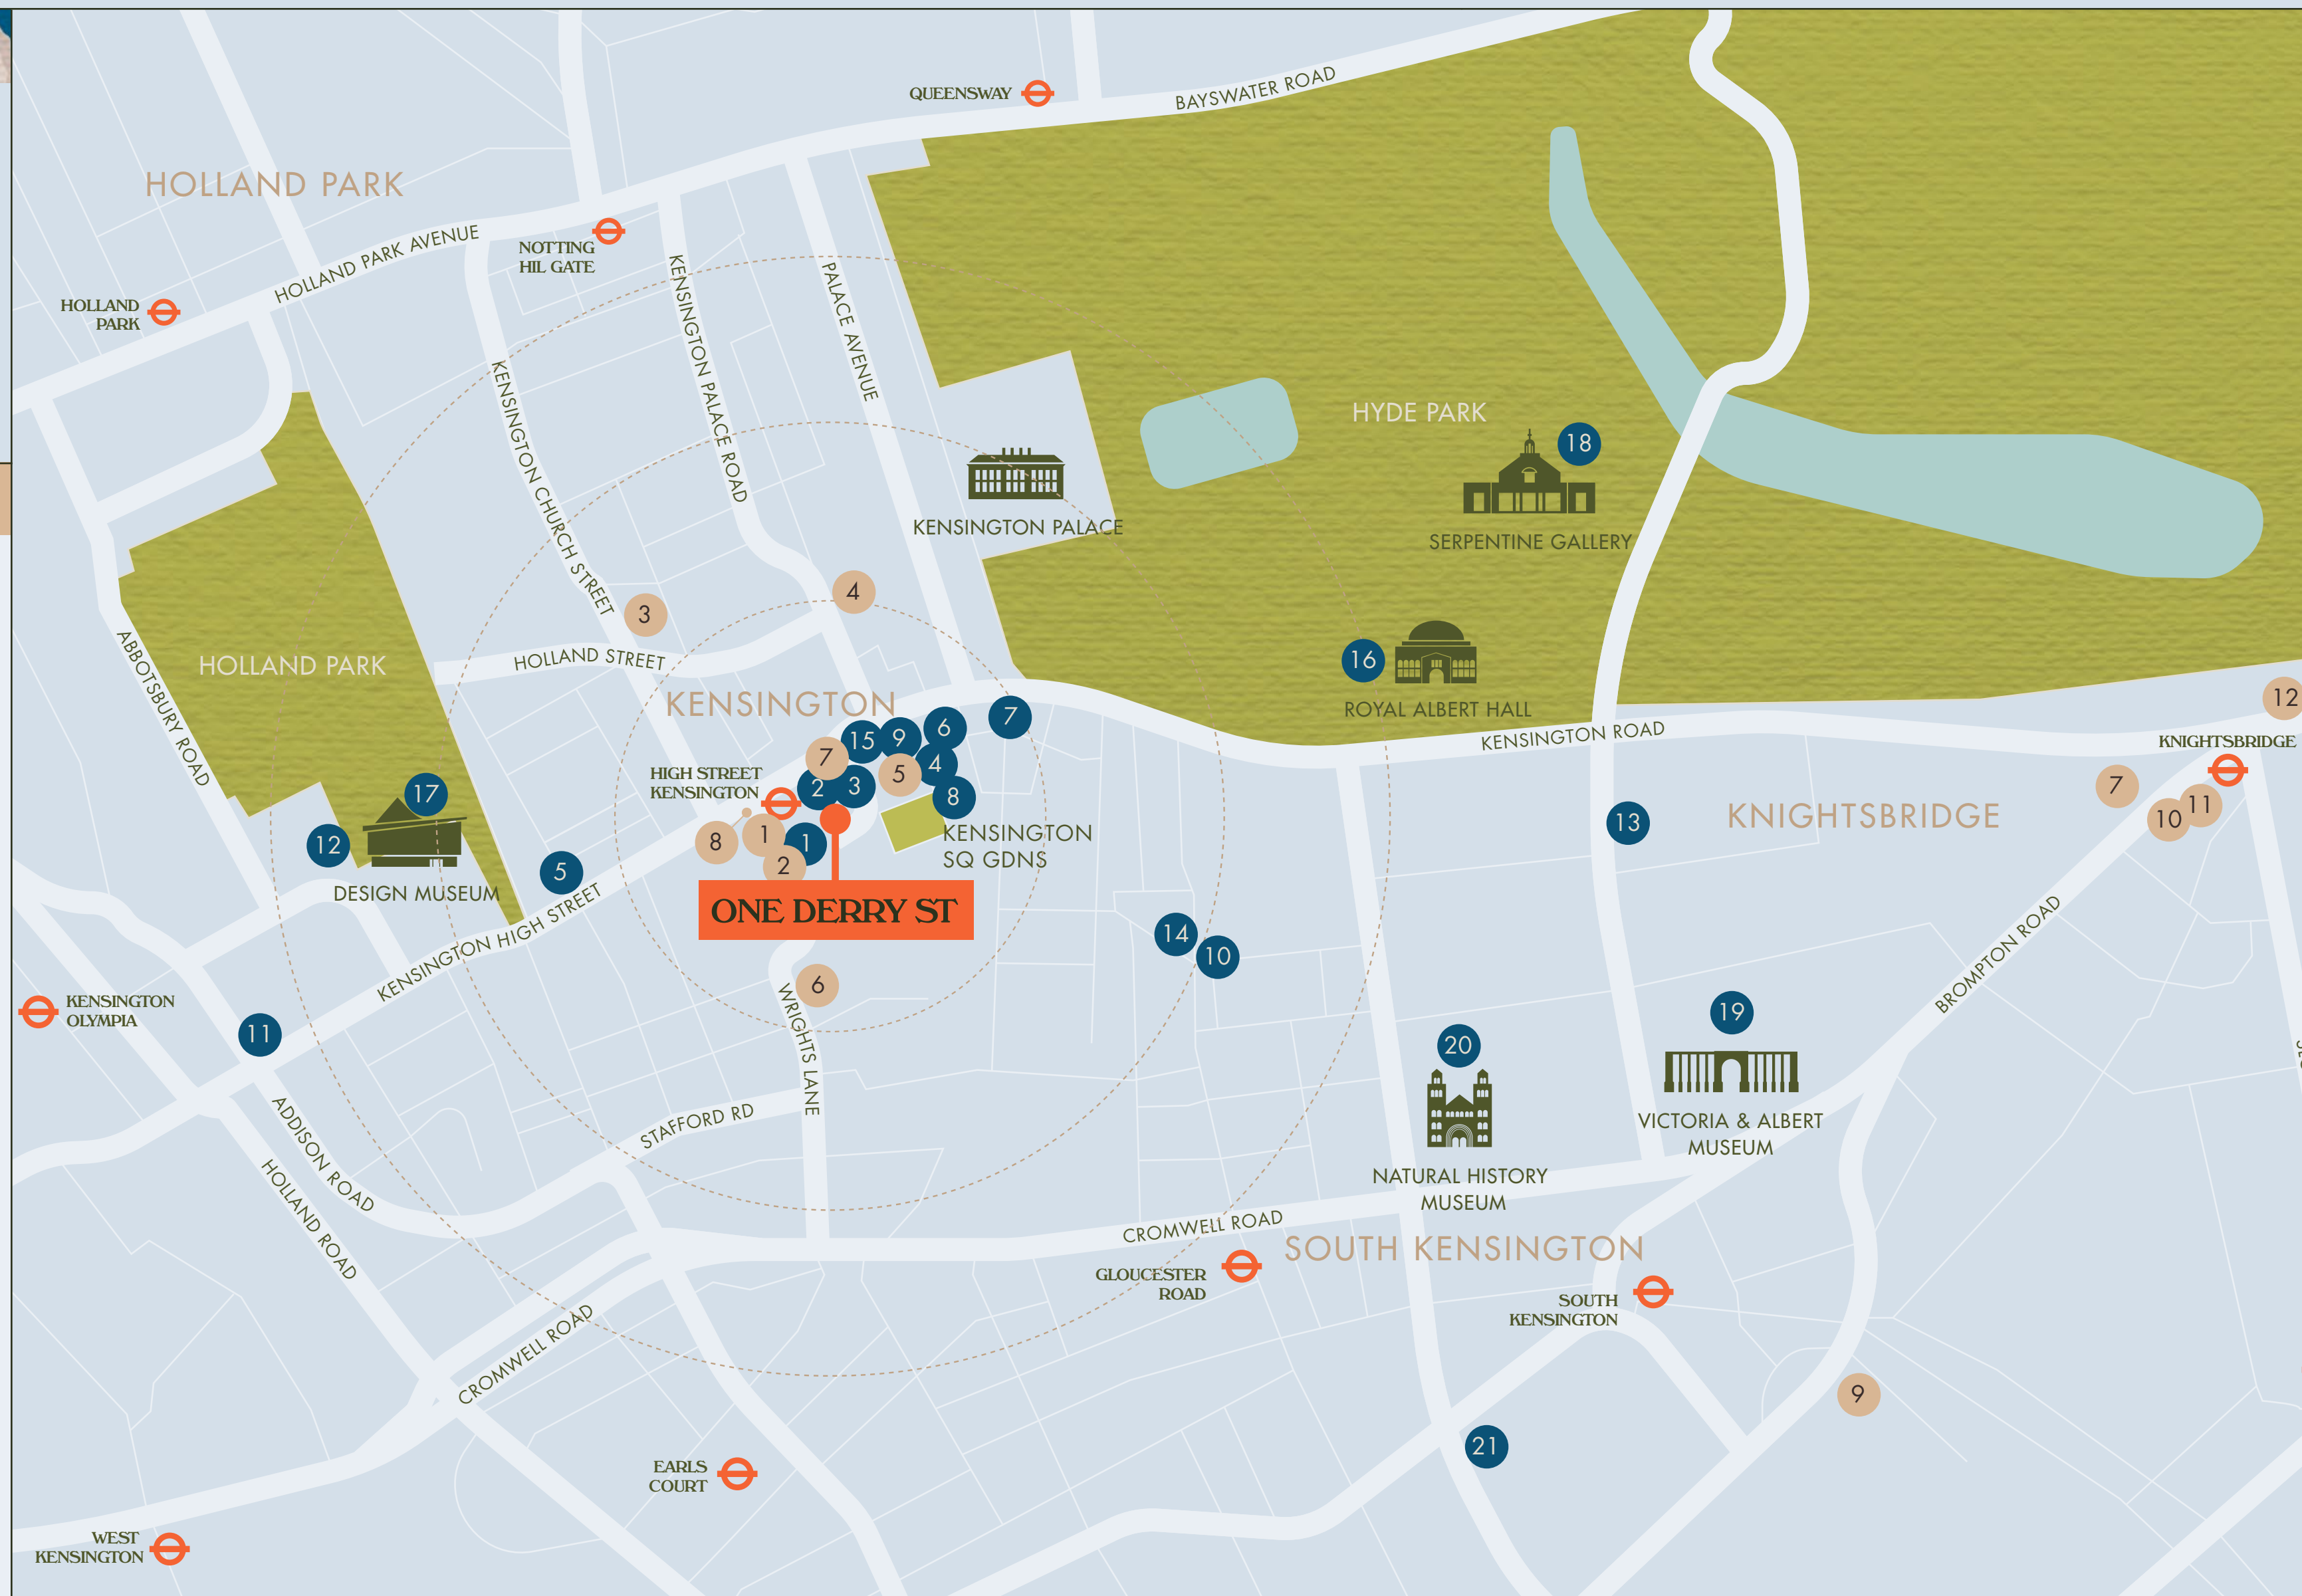 QUEENSWAY
BAYSWATER ROAD
HOLLAND PARK
HOLLAND PARK AVENUE
NOTTING
HIL GATE
HOLLAND
PARK
KENSINGTON PALACE ROAD
PALACE AVENUE
KENSINGTON CHURCH STREET
HYDE PARK
18
SERPENTINE GALLERY
KENSINGTON PALACE
4
3
HOLLAND STREET
HOLLAND PARK
ABBOTSBURY ROAD
KENSINGTON
16
ROYAL ALBERT HALL
KENSINGTON ROAD
12
KNIGHTSBRIDGE
7
6
9
15
7
4
5
3
2
8
HIGH STREET
KENSINGTON
7
11
10
KNIGHTSBRIDGE
13
17
12
DESIGN MUSEUM
5
8
1
1
2
KENSINGTON
SQ GDNS
ONE DERRY ST
KENSINGTON HIGH STREET
14
10
BROMPTON ROAD
6
WRIGHTS LANE
KENSINGTON
OLYMPIA
11
19
VICTORIA & ALBERT
MUSEUM
20
NATURAL HISTORY
MUSEUM
ADDISON ROAD
STAFFORD RD
HOLLAND ROAD
CROMWELL ROAD
SOUTH KENSINGTON
GLOUCESTER
ROAD
SOUTH
KENSINGTON
CROMWELL ROAD
9
21
EARLS
COURT
WEST
KENSINGTON